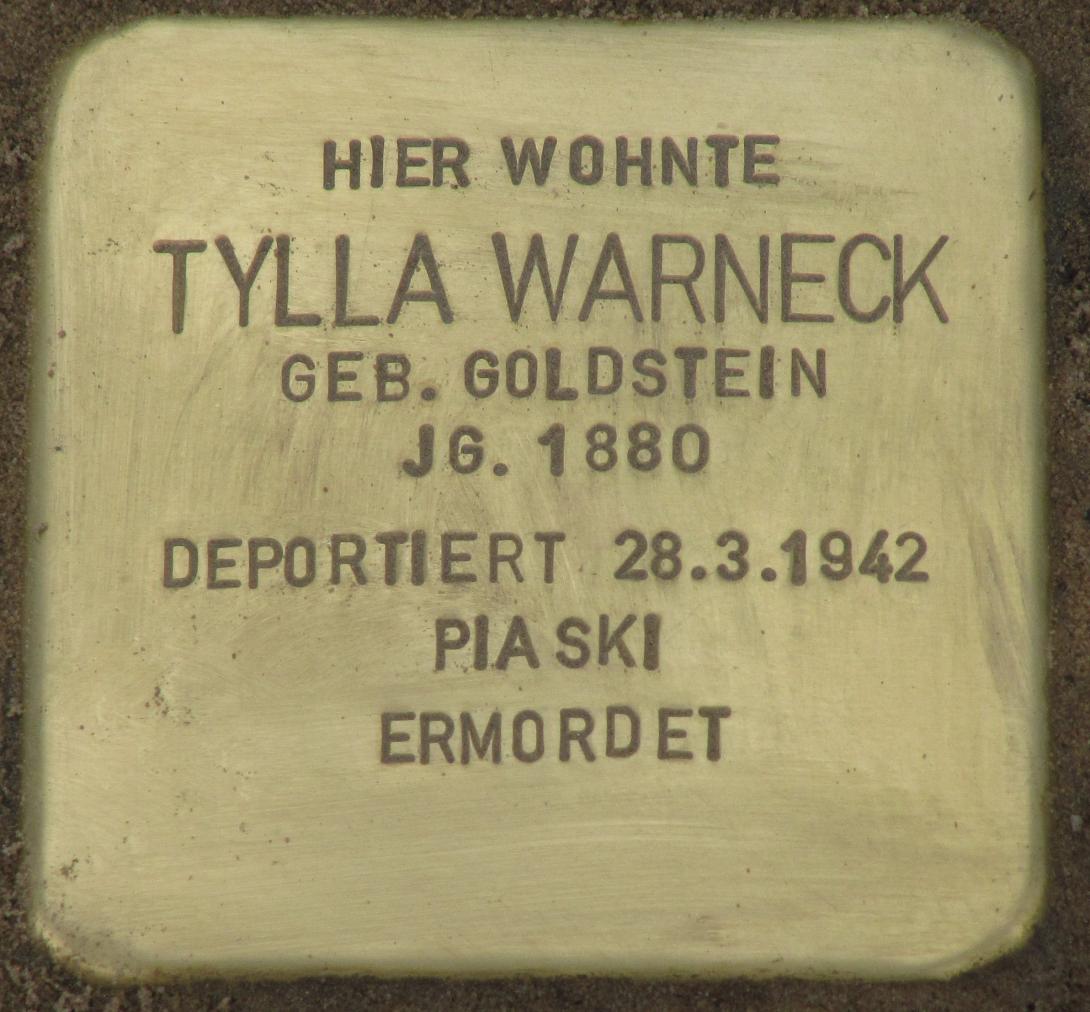 HIER WOHNTE
TYLLA WARNECK
GEB. GOLDSTEIN
JG. 1880
DEPORTIERT 28.3.1942
PIASKI
ERMORDET